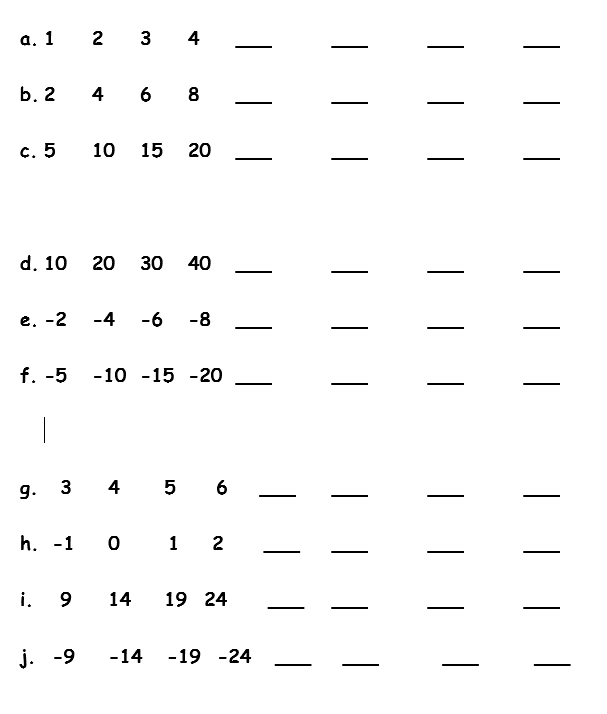 a. 1 2 3 4 ___ ___ ___ ___
b. 2 4 6 8 ___ ___ ___ ___
c. 5 10 15 20 ___ ___ ___ ___
d. 10 20 30 40 ___ ___ ___ ___
e. -2 -4 -6 -8 ___ ___ ___ ___
f. -5 -10 -15 -20 ___ ___ ___ ___
g. 3 4 5 6 ___ ___ ___ ___
h. -1 0 1 2 ___ ___ ___ ___
i. 9 14 19 24 ___ ___ ___ ___
j. -9 -14 -19 -24 ___ ___ ___ ___